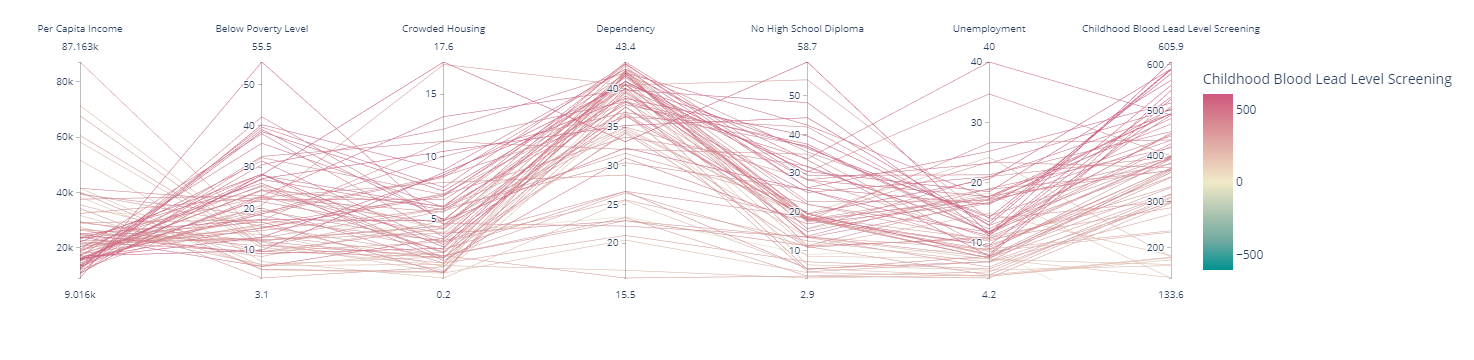 Per Capita Income Below Poverty Level Crowded Housing Dependency No High School Diploma Unemployment Childhood Blood Lead Level Screening
87.163k 55.5 17.6 43.4 58.7 40 605.9
80k 60k 40k 20k
50 40 30 20 10
15 10 5
40 35 30 25 20
50 40 30 20 10
40 30 20 10
600 500 400 300 200
9.016k 3.1 0.2 15.5 2.9 4.2 133.6
Childhood Blood Lead Level Screening
500
0
−500